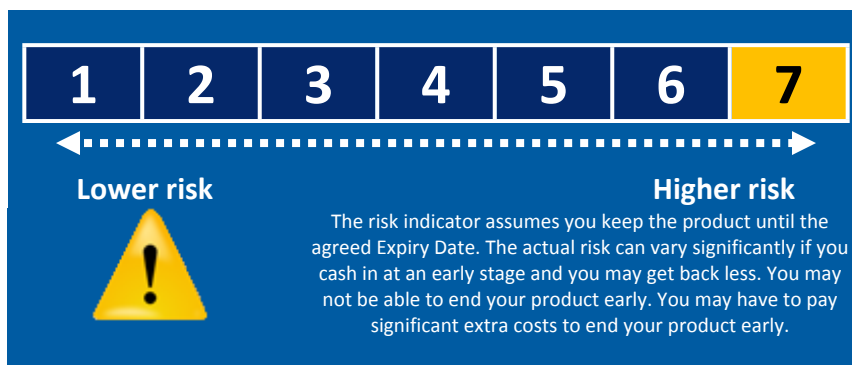 1 2 3 4 5 6 7
Lower risk Higher risk
!
The risk indicator assumes you keep the product until the
agreed Expiry Date. The actual risk can vary significantly if you
cash in at an early stage and you may get back less. You may
not be able to end your product early. You may have to pay
significant extra costs to end your product early.